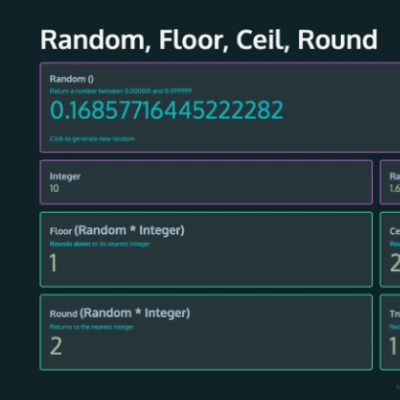 Random, Floor, Ceil, Round
Random ()
Return a number between 0.000001 and 0.999999
0.16857716445222282
Click to generate new random
Integer
Ra
10
1.6
Floor (Random * Integer)
Ce
Rounds down to its nearest integer
1
2
Round (Random * Integer)
Tr
Returns to the nearest integer
2
1